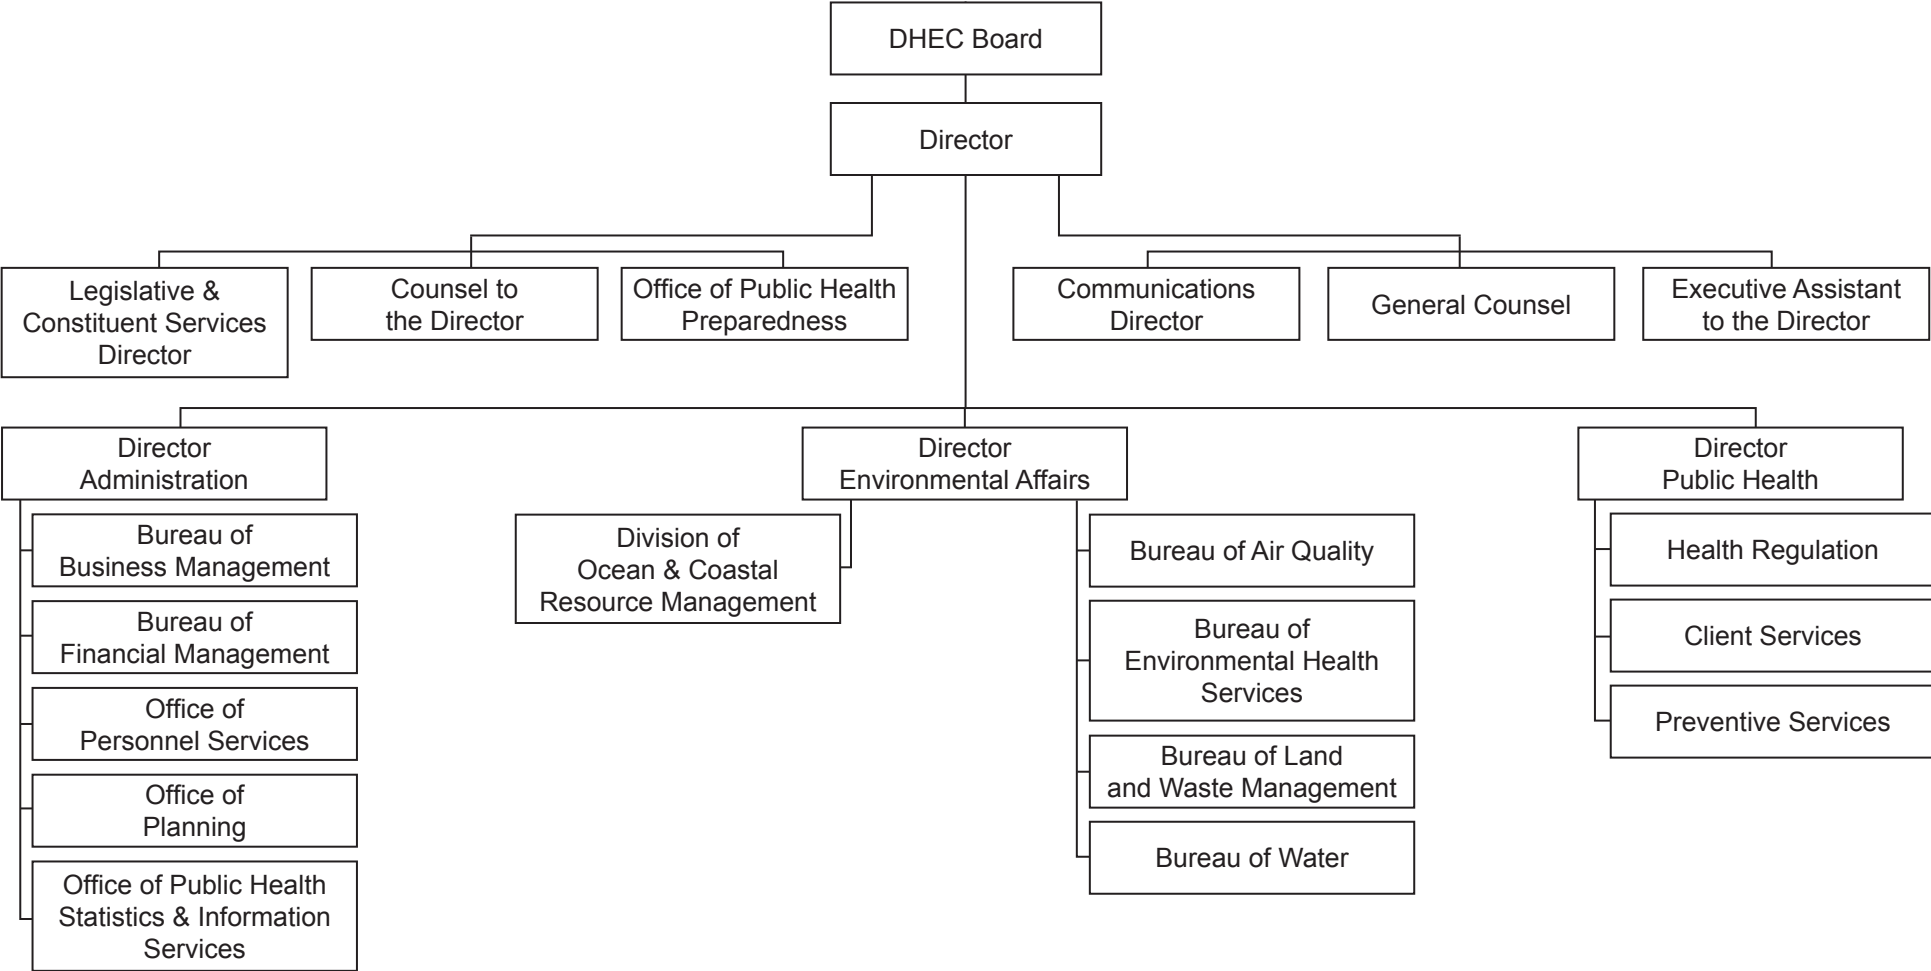 DHEC Board
Director
Legislative &
Constituent Services
Director
Counsel to
the Director
Office of Public Health
Preparedness
Communications
Director
General Counsel
Executive Assistant
to the Director
Director
Administration
Bureau of
Business Management
Bureau of
Financial Management
Office of
Personnel Services
Office of
Planning
Office of Public Health
Statistics & Information
Services
Director
Environmental Affairs
Division of
Ocean & Coastal
Resource Management
Bureau of Air Quality
Bureau of
Environmental Health
Services
Bureau of Land
and Waste Management
Bureau of Water
Director
Public Health
Health Regulation
Client Services
Preventive Services